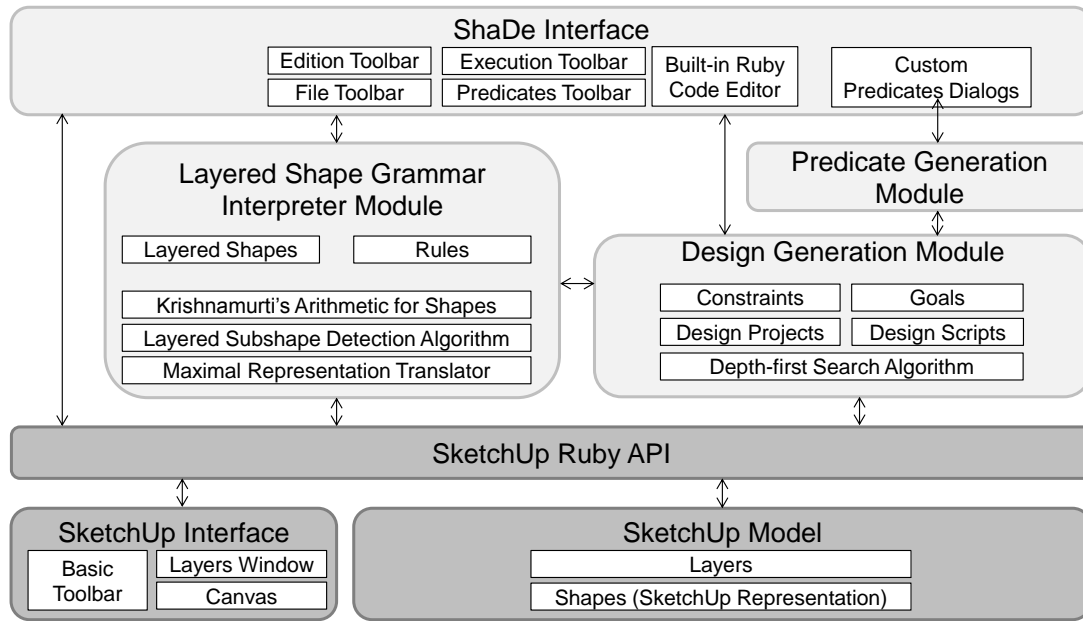 ShaDe Interface
Edition Toolbar
Execution Toolbar
File Toolbar
Predicates Toolbar
Built-in Ruby
Code Editor
Custom
Predicates Dialogs
Layered Shape Grammar
Interpreter Module
Layered Shapes
Rules
Krishnamurti's Arithmetic for Shapes
Layered Subshape Detection Algorithm
Maximal Representation Translator
Predicate Generation
Module
Design Generation Module
Constraints
Goals
Design Projects
Design Scripts
Depth-first Search Algorithm
SketchUp Ruby API
SketchUp Interface
Basic
Toolbar
Layers Window
Canvas
SketchUp Model
Layers
Shapes (SketchUp Representation)